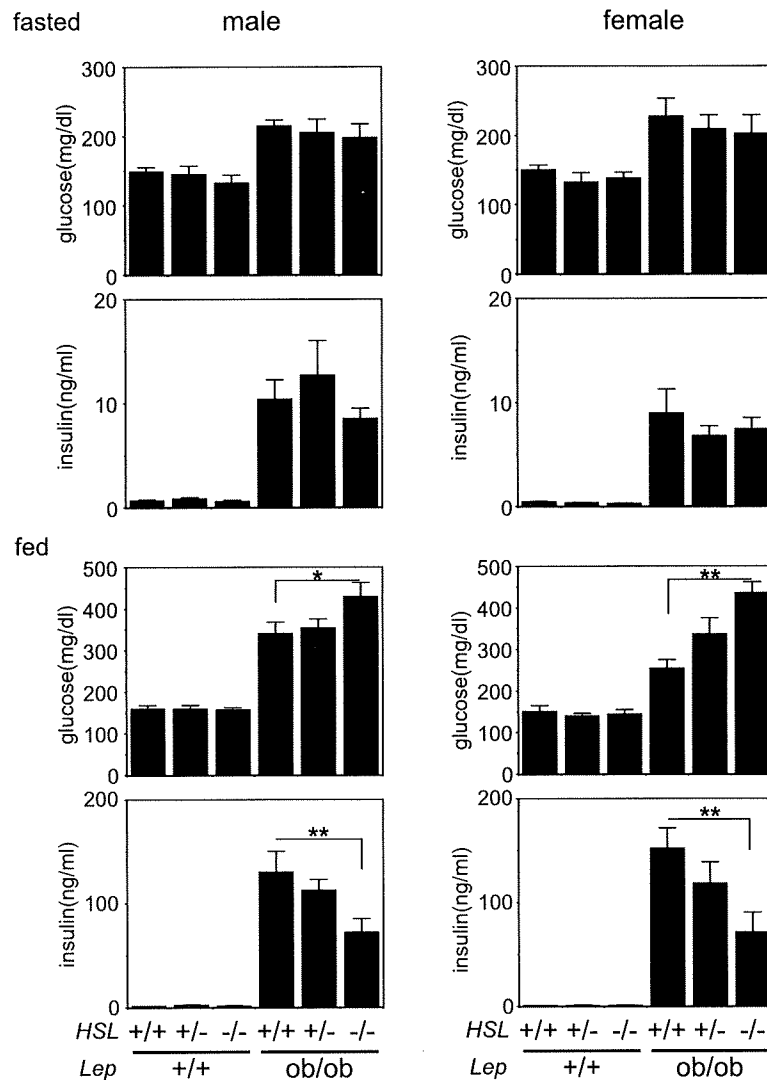 fasted male female
300 300
200 200
100 100
0 0
glucose(mg/dl) glucose(mg/dl)
20 20
10 10
0 0
insulin(ng/ml) insulin(ng/ml)
fed
500 500
400 400
300 300
200 200
100 100
0 0
glucose(mg/dl) glucose(mg/dl)
* **
200 200
100 100
0 0
insulin(ng/ml) insulin(ng/ml)
** **
HSL +/+ +/- -/- +/+ +/- -/- HSL +/+ +/- -/- +/+ +/- -/-
Lep +/+ ob/ob Lep +/+ ob/ob